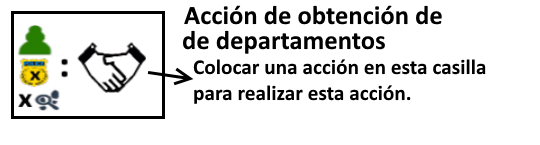 Acción de obtención de
de departamentos
Colocar una acción en esta casilla
para realizar esta acción.
X :
X